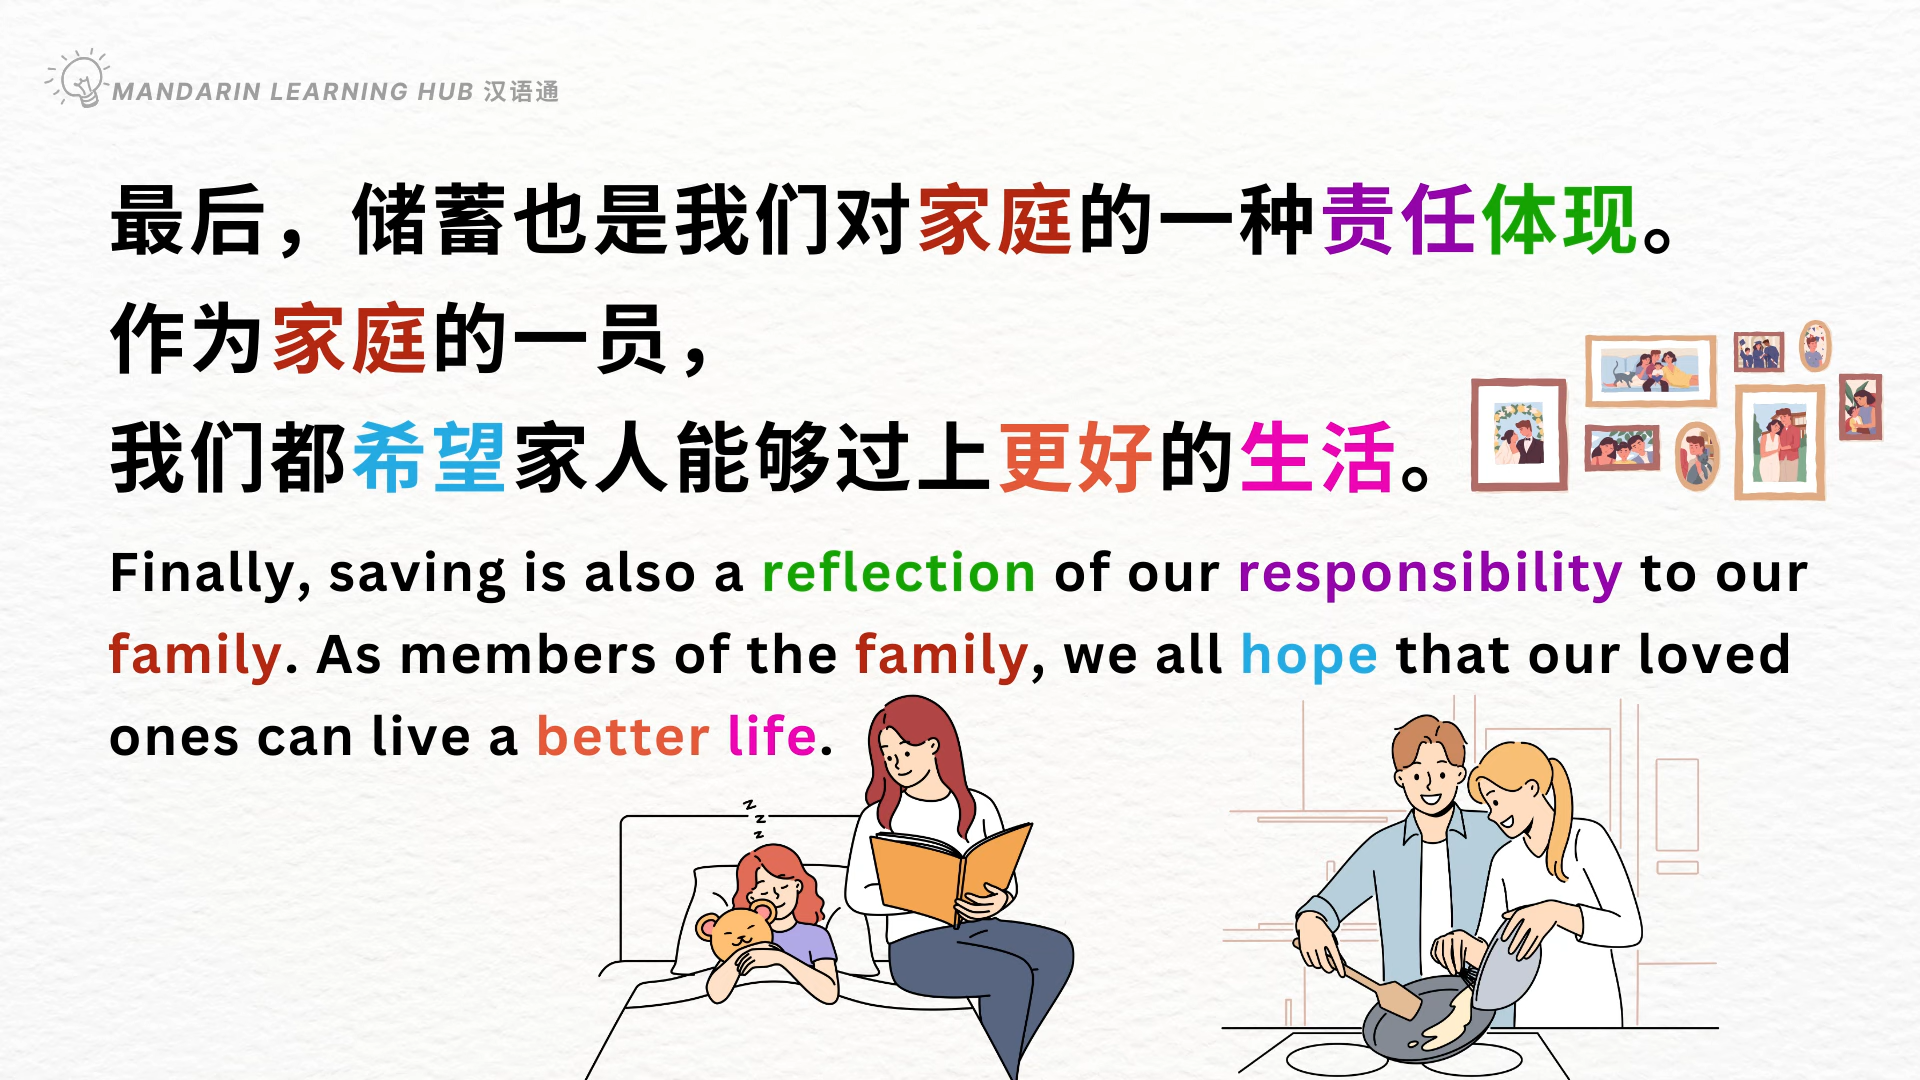 MANDARIN LEARNING HUB 汉语通
最后，储蓄也是我们对家庭的一种责任体现。
作为家庭的一员，
我们都希望家人能够过上更好的生活。
Finally, saving is also a reflection of our responsibility to our
family. As members of the family, we all hope that our loved
ones can live a better life.
z
z
z